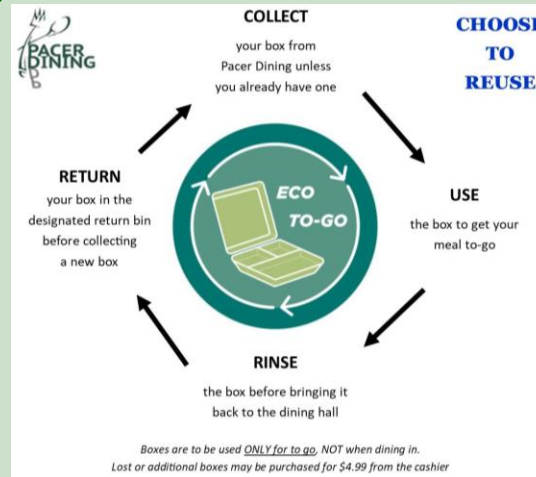 PACER
DINING
COLLECT
your box from
Pacer Dining unless
you already have one
CHOOSE
TO
REUSE
RETURN
your box in the
designated return bin
before collecting
a new box
ECO
TO-GO
USE
the box to get your
meal to-go
RINSE
the box before bringing it
back to the dining hall
Boxes are to be used ONLY for to go, NOT when dining in.
Lost or additional boxes may be purchased for $4.99 from the cashier